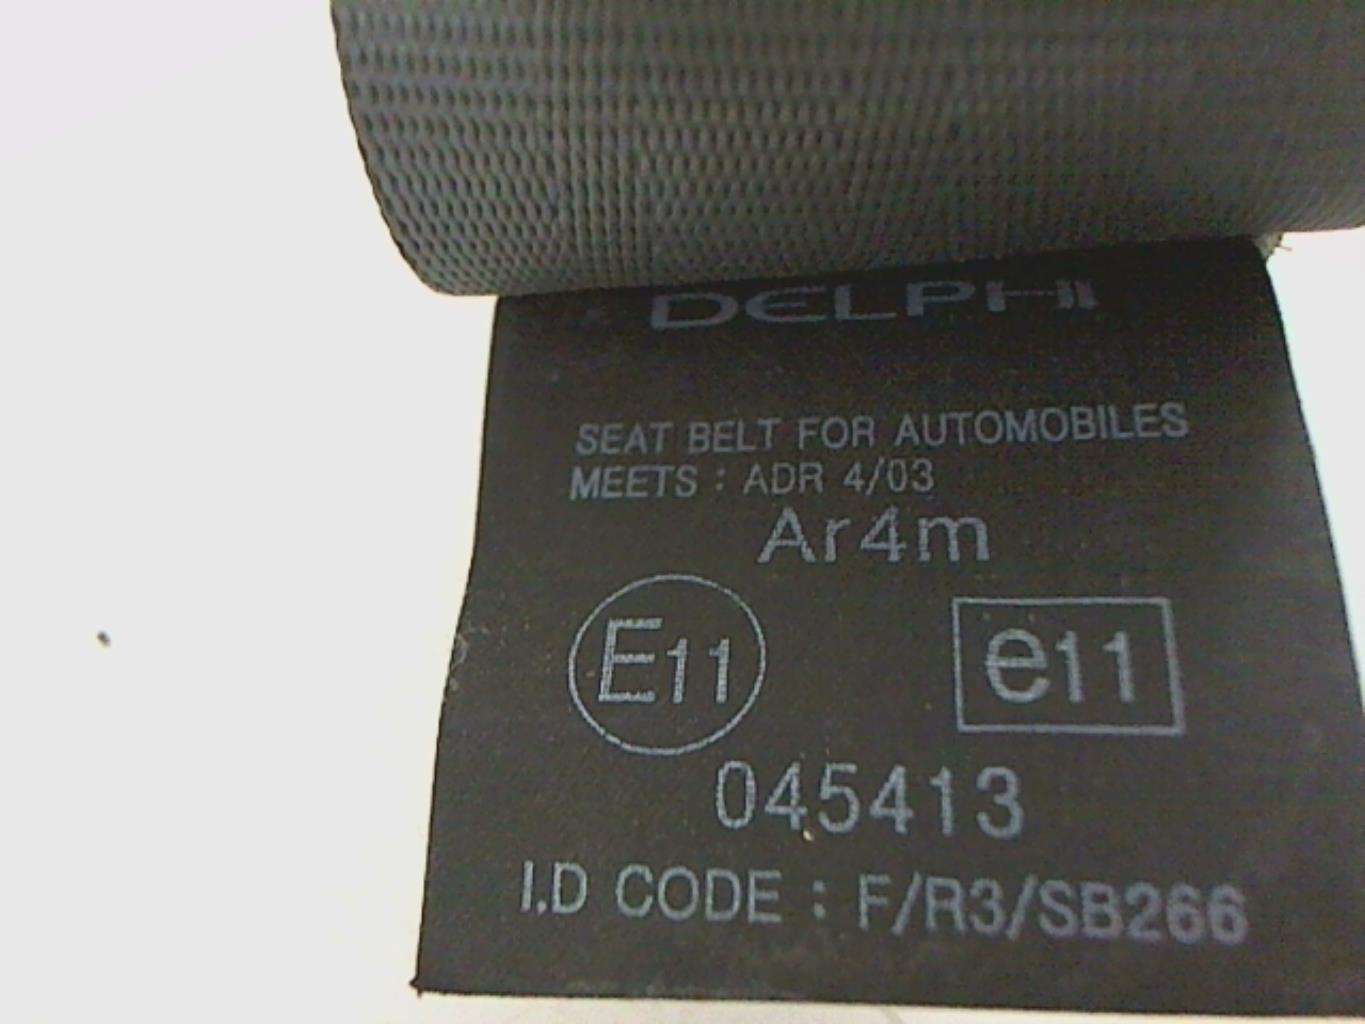 DELPHI
SEAT BELT FOR AUTOMOBILES
MEETS : ADR 4/03
Ar4m
E11 e11
045413
I.D CODE : F/R3/SB266